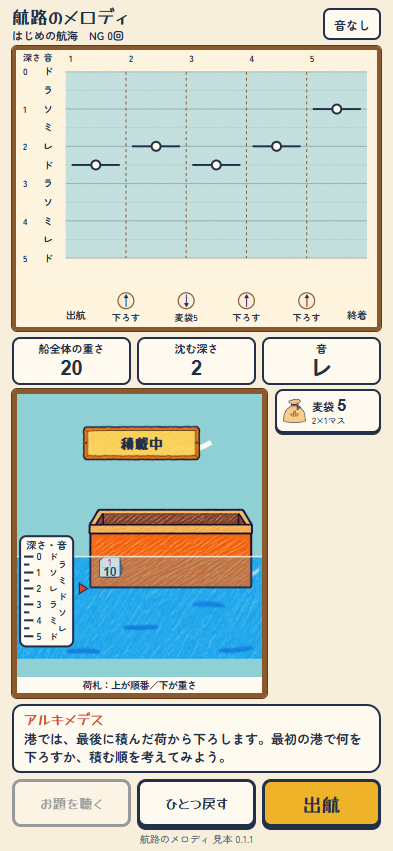 航路のメロディ
はじめの航海　NG 0回
音なし
深さ 音 1 2 3 4 5
0 ド
ラ
1 ソ
ミ
2 レ
ド
3 ラ
ソ
4 ミ
レ
5 ド
出航 下ろす 麦袋5 下ろす 下ろす 終着
船全体の重さ
20
沈む深さ
2
音
レ
麦袋 5
2×1マス
積載中
深さ・音
0 ド
ラ
1 ソ
ミ
2 レ
ド
3 ラ
ソ
4 ミ
レ
5 ド
1
10
荷札：上が順番／下が重さ
アルキメデス
港では、最後に積んだ荷から下ろします。最初の港で何を
下ろすか、積む順を考えてみよう。
お題を聴く
ひとつ戻す
出航
航路のメロディ 見本 0.1.1